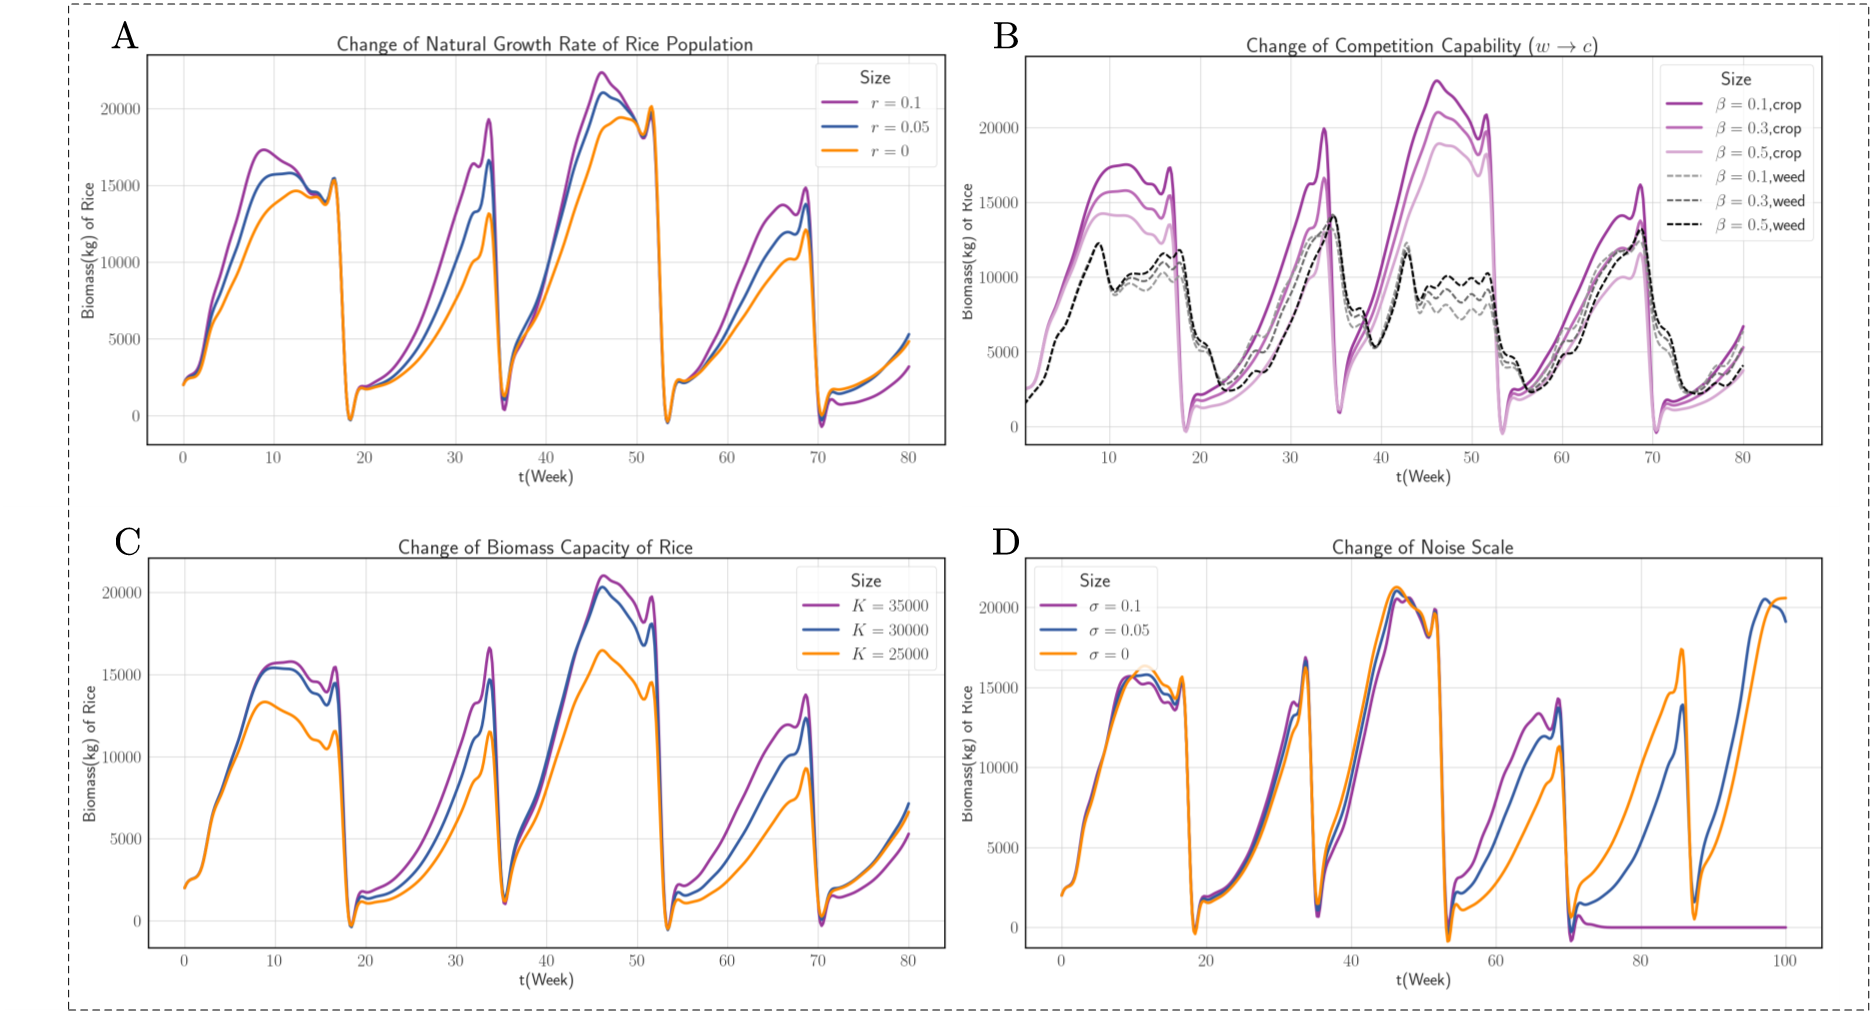 A
Change of Natural Growth Rate of Rice Population
Size
r = 0.1
r = 0.05
r = 0
Biomass(kg) of Rice
20000
15000
10000
5000
0
0 10 20 30 40 50 60 70 80
t(Week)
B
Change of Competition Capability (w → c)
Size
β = 0.1,crop
β = 0.3,crop
β = 0.5,crop
β = 0.1,weed
β = 0.3,weed
β = 0.5,weed
Biomass(kg) of Rice
20000
15000
10000
5000
0
10 20 30 40 50 60 70 80
t(Week)
C
Change of Biomass Capacity of Rice
Size
K = 35000
K = 30000
K = 25000
Biomass(kg) of Rice
20000
15000
10000
5000
0
0 10 20 30 40 50 60 70 80
t(Week)
D
Change of Noise Scale
Size
σ = 0.1
σ = 0.05
σ = 0
Biomass(kg) of Rice
20000
15000
10000
5000
0
0 20 40 60 80 100
t(Week)